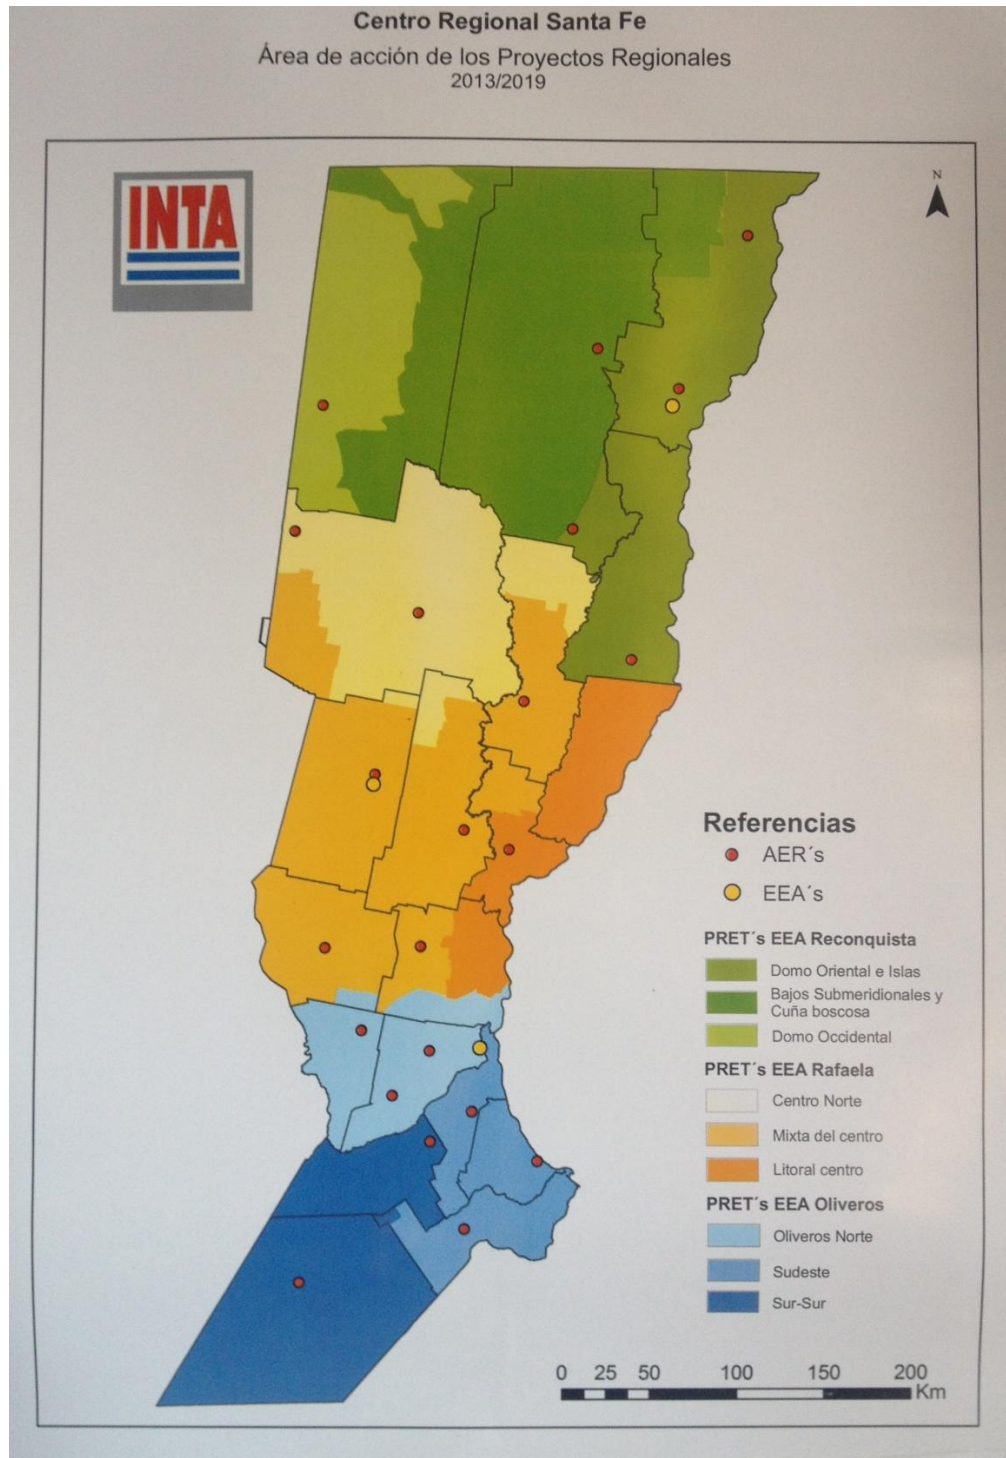 Centro Regional Santa Fe
Área de acción de los Proyectos Regionales
2013/2019
INTA
N
Referencias
AER´s
EEA´s
PRET´s EEA Reconquista
Domo Oriental e Islas
Bajos Submeridionales y
Cuña boscosa
Domo Occidental
PRET´s EEA Rafaela
Centro Norte
Mixta del centro
Litoral centro
PRET´s EEA Oliveros
Oliveros Norte
Sudeste
Sur-Sur
0 25 50 100 150 200
Km